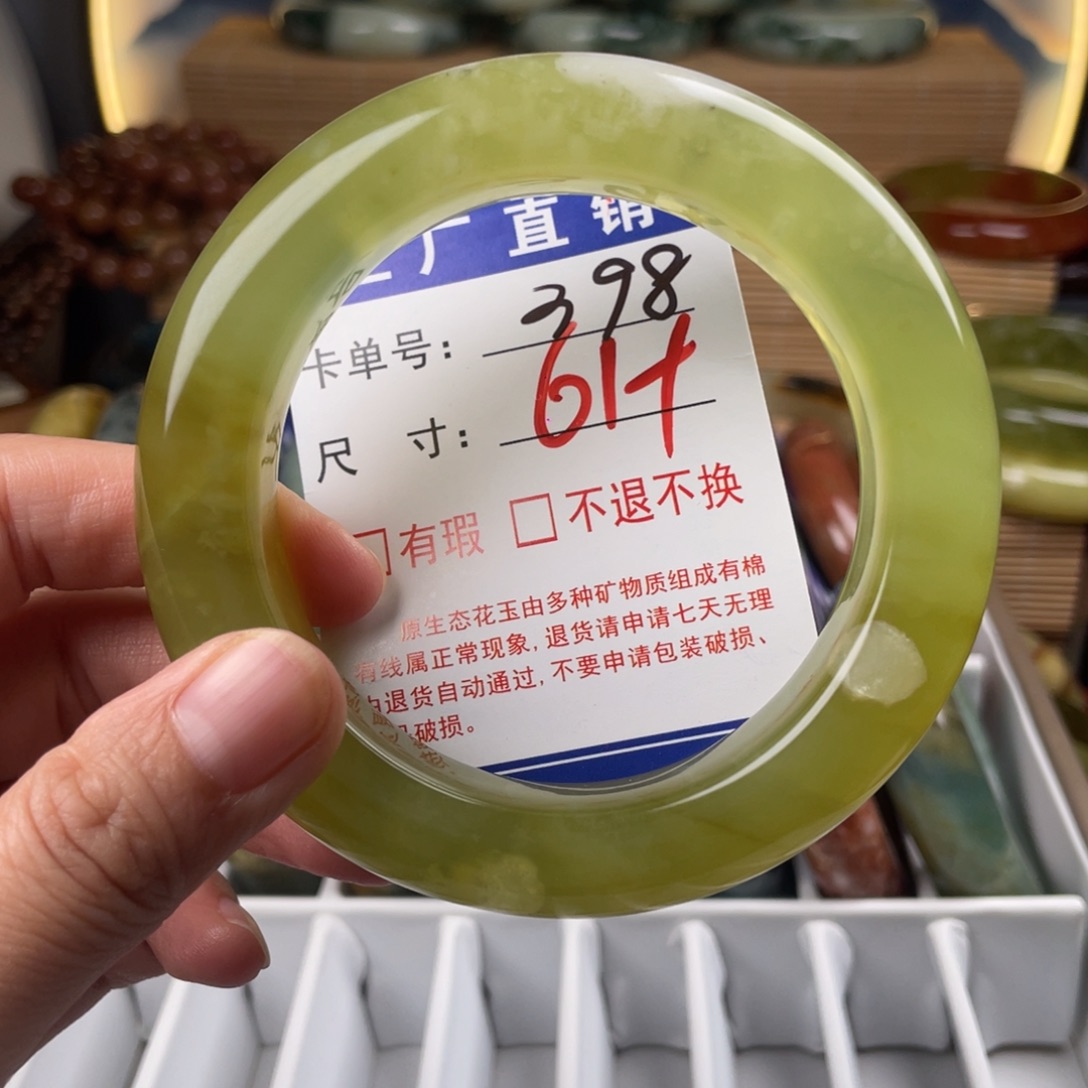 厂直销
卡单号: 398
尺 寸: 61+
□有瑕 □不退不换
原生态花玉由多种矿物质组成有棉
有线属正常现象,退货请申请七天无理
由退货自动通过,不要申请包装破损、
破损。